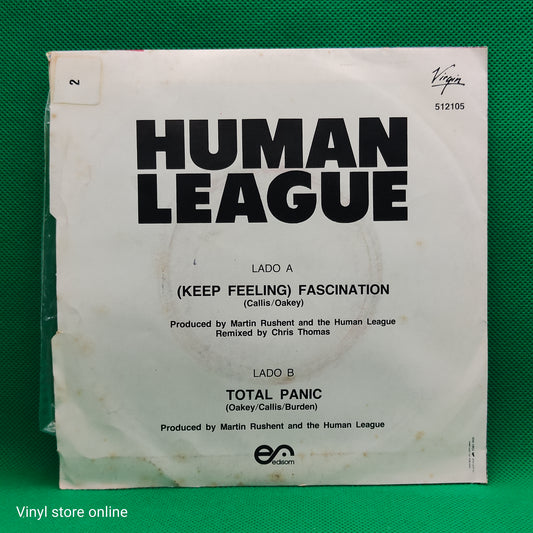 2
Virgin
512105
HUMAN
LEAGUE
LADO A
(KEEP FEELING) FASCINATION
(Callis/Oakey)
Produced by Martin Rushent and the Human League
Remixed by Chris Thomas
LADO B
TOTAL PANIC
(Oakey/Callis/Burden)
Produced by Martin Rushent and the Human League
edisom
Vinyl store online